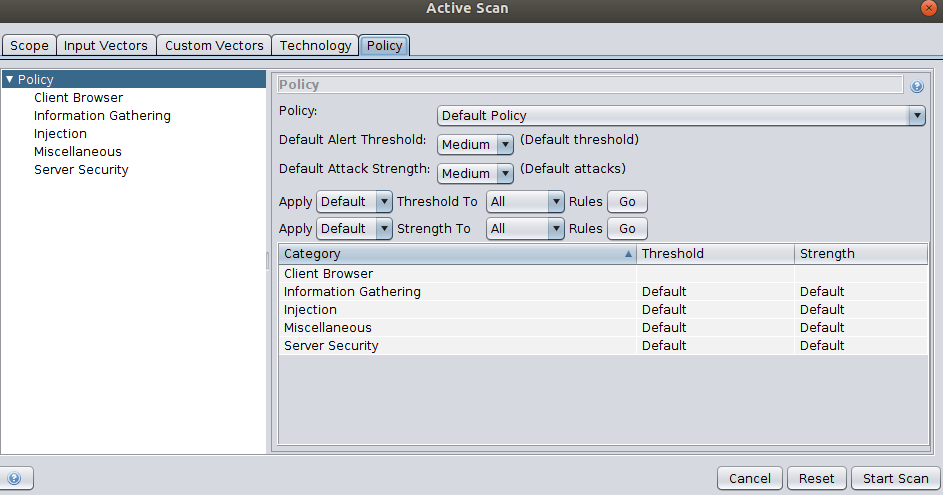 Active Scan
Scope Input Vectors Custom Vectors Technology Policy
Policy
Client Browser
Information Gathering
Injection
Miscellaneous
Server Security
Policy
Policy: Default Policy
Default Alert Threshold: Medium (Default threshold)
Default Attack Strength: Medium (Default attacks)
Apply Default Threshold To All Rules Go
Apply Default Strength To All Rules Go
Category Threshold Strength
Client Browser
Information Gathering Default Default
Injection Default Default
Miscellaneous Default Default
Server Security Default Default
Cancel Reset Start Scan